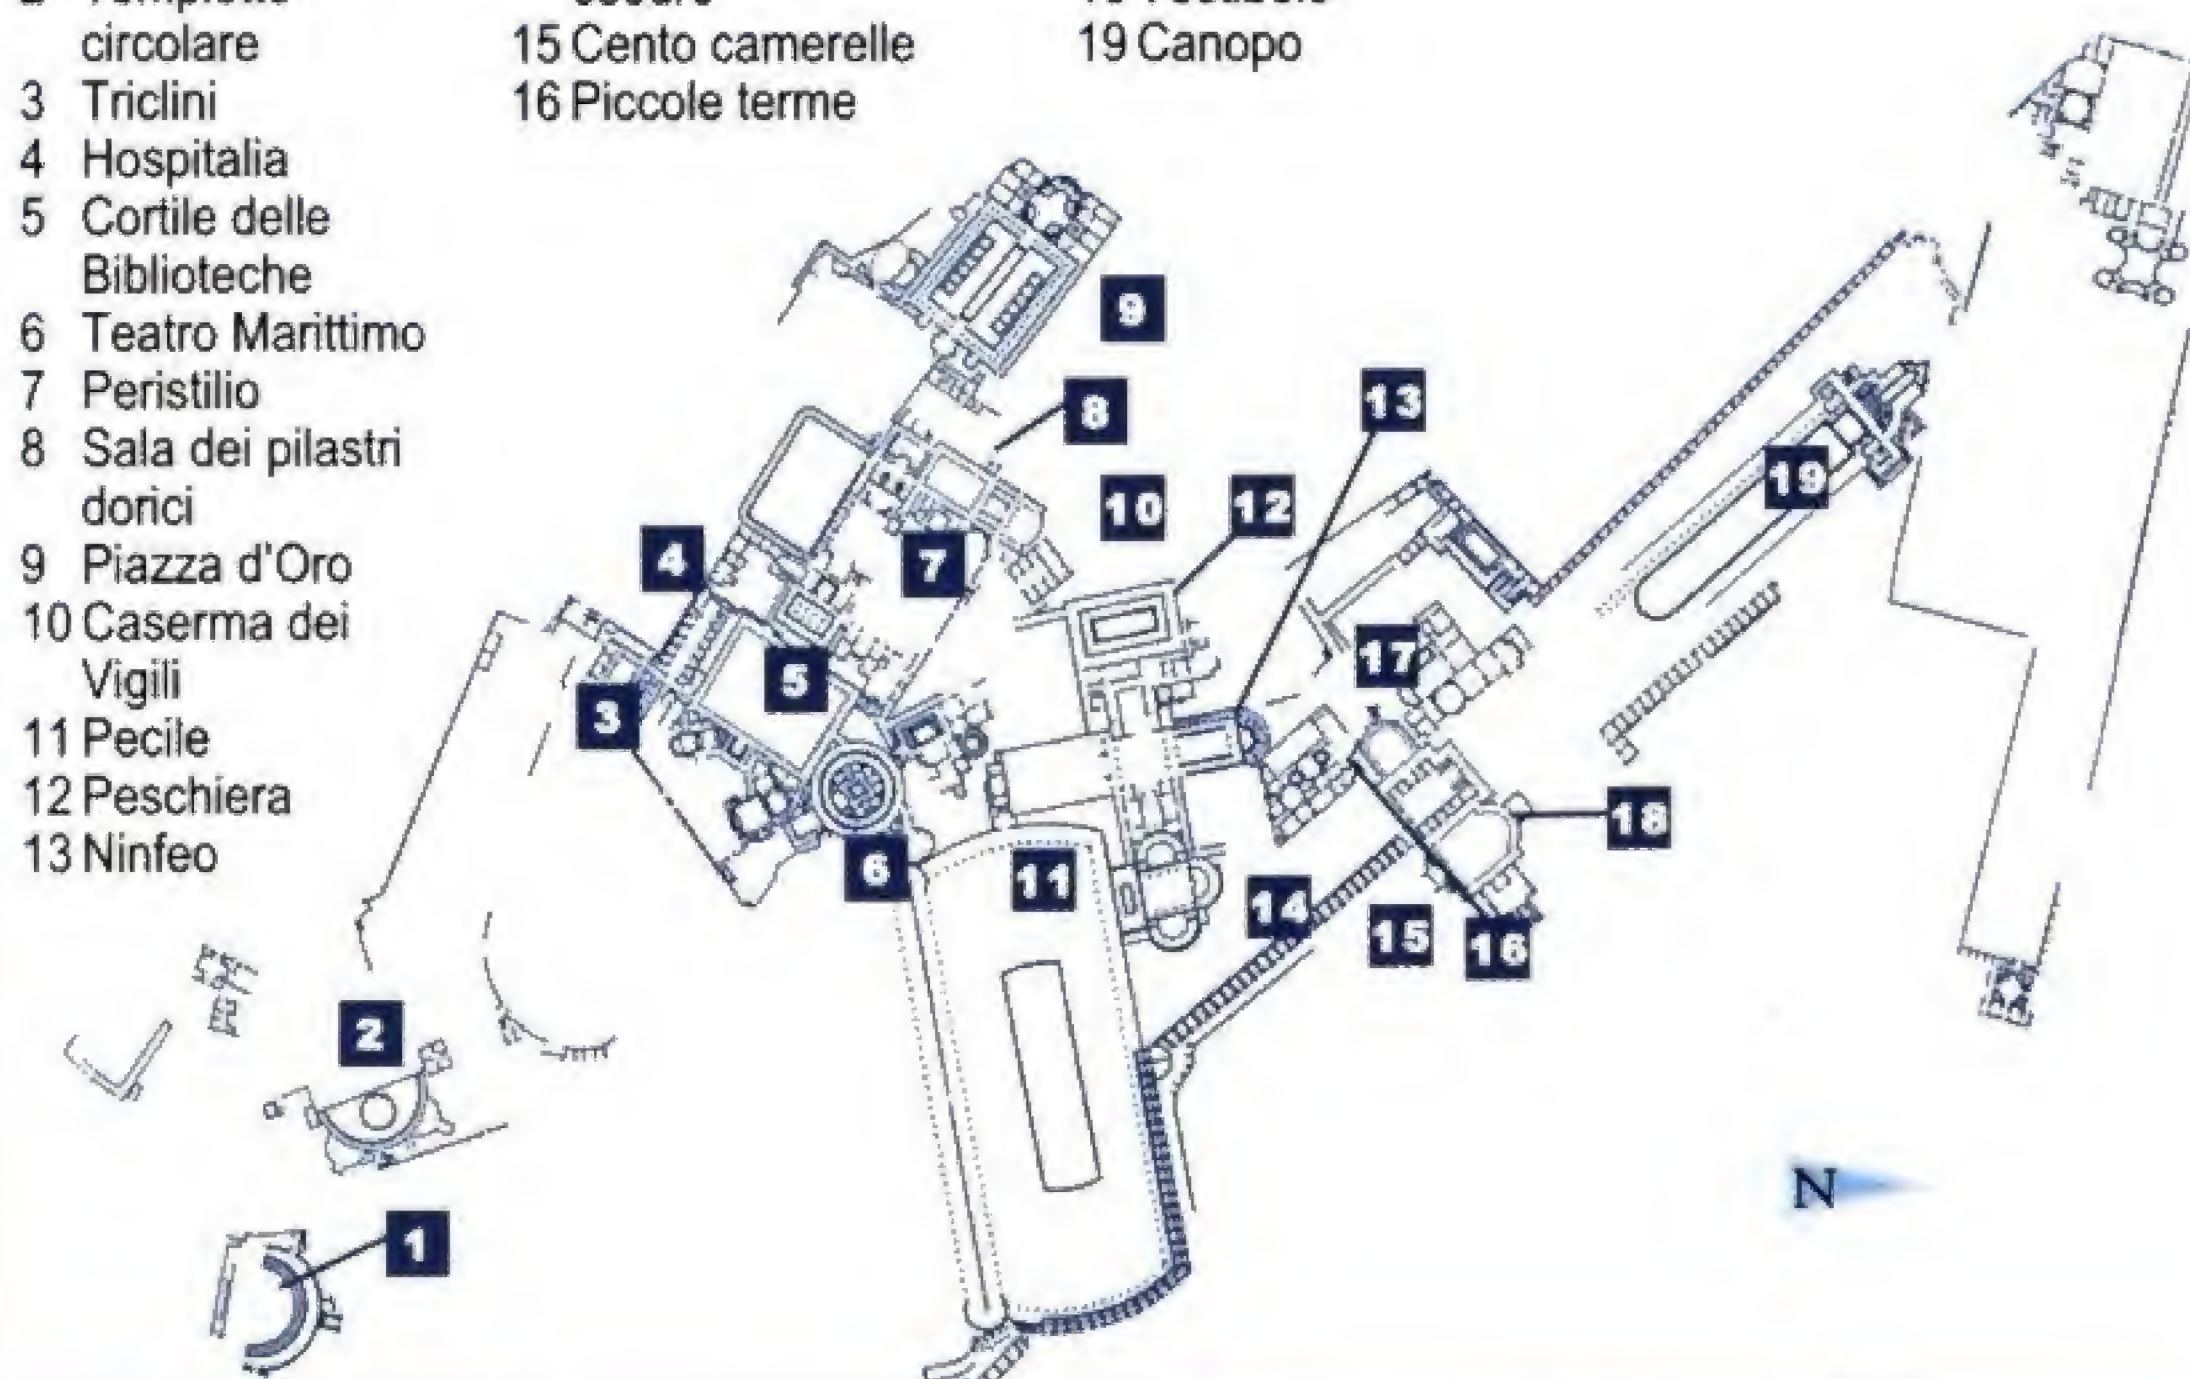 circolare
3 Triclini
4 Hospitalia
5 Cortile delle
Biblioteche
6 Teatro Marittimo
7 Peristilio
8 Sala dei pilastri
dorici
9 Piazza d'Oro
10 Caserma dei
Vigili
11 Pecile
12 Peschiera
13 Ninfeo
15 Cento camerelle
16 Piccole terme
19 Canopo
9
8
13
10
12
19
4
7
17
5
3
18
6
11
14
15
16
2
N
1